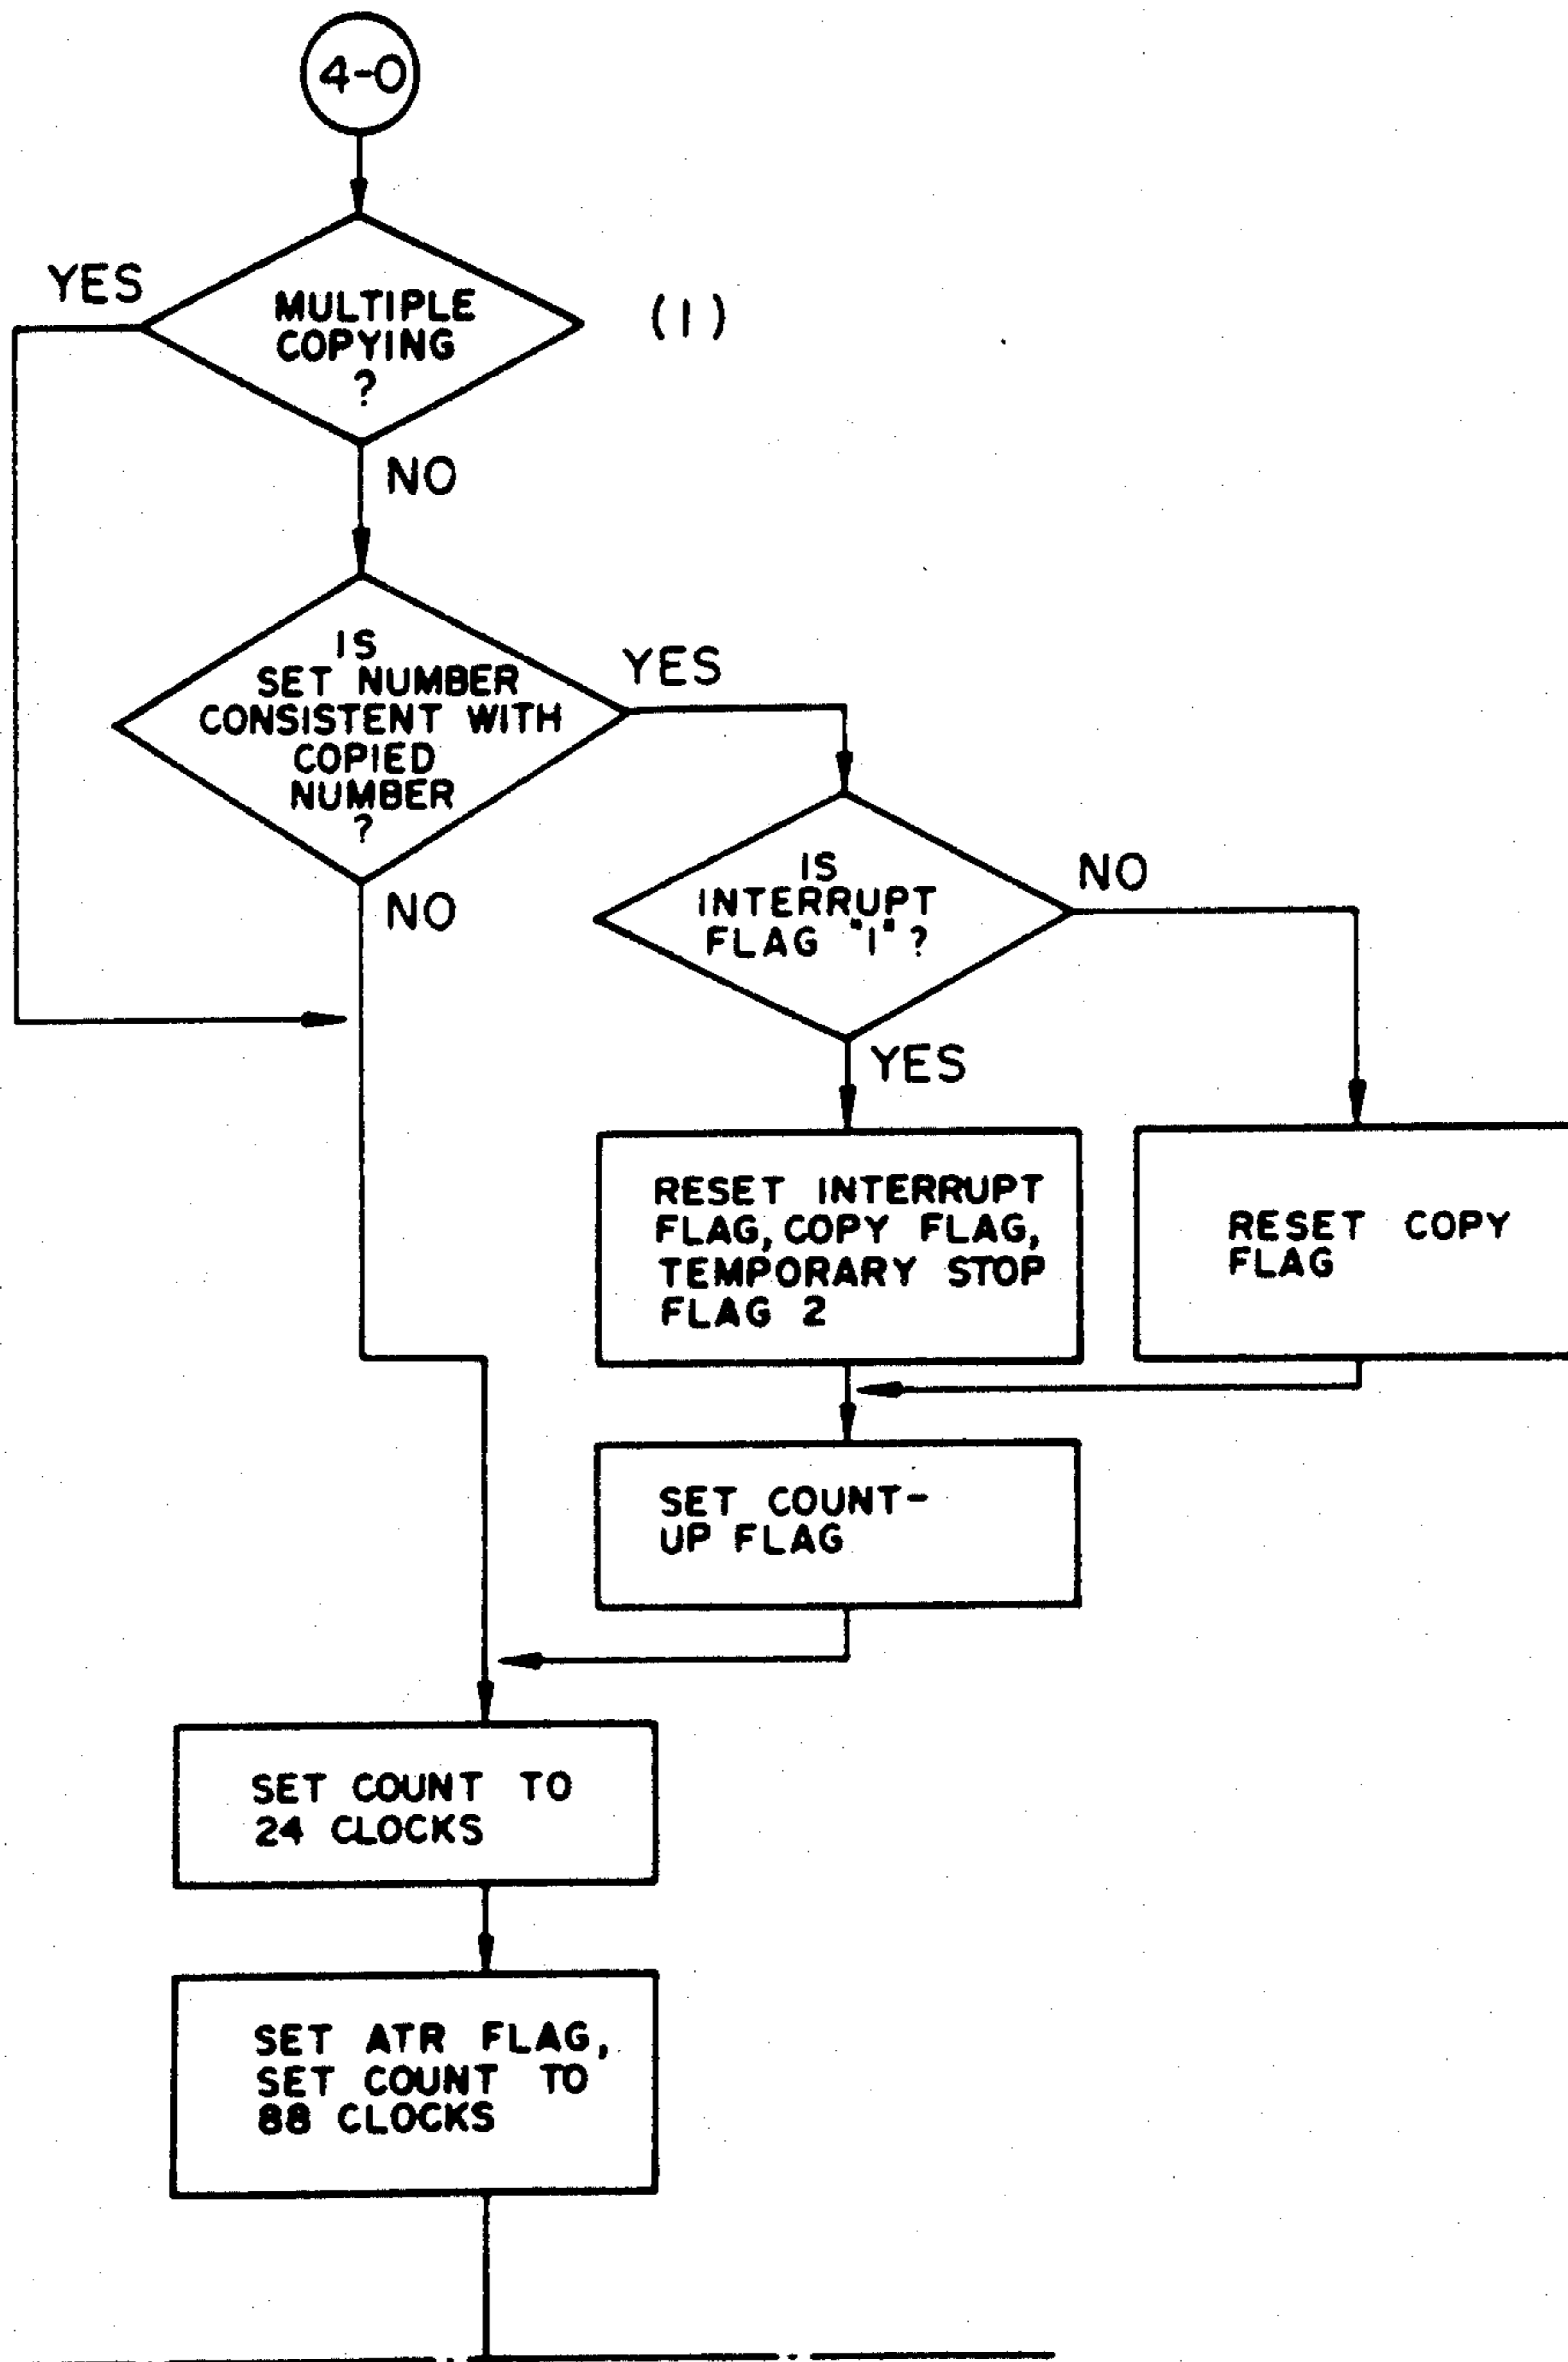 4-0
YES
MULTIPLE
COPYING
?
(1)
NO
IS
SET NUMBER
CONSISTENT WITH
COPIED
NUMBER
?
YES
NO
IS
INTERRUPT
FLAG "1" ?
NO
YES
RESET INTERRUPT
FLAG, COPY FLAG,
TEMPORARY STOP
FLAG 2
RESET COPY
FLAG
SET COUNT-
UP FLAG
SET COUNT TO
24 CLOCKS
SET ATR FLAG,
SET COUNT TO
88 CLOCKS